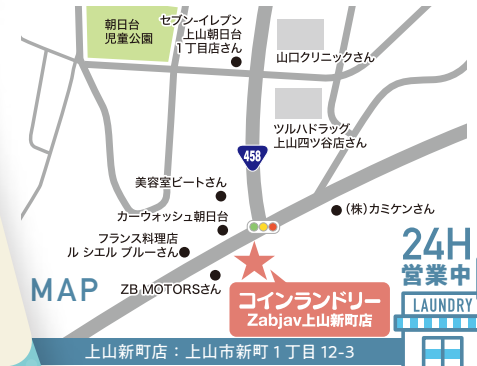 朝日台
児童公園
セブン-イレブン
上山朝日台
1丁目店さん
山口クリニックさん
ツルハドラッグ
上山四ツ谷店さん
458
美容室ビートさん
カーウォッシュ朝日台
(株)カミケンさん
フランス料理店
ル シエル ブルーさん
ZB MOTORSさん
MAP
コインランドリー
Zabjav上山新町店
24H
営業中
LAUNDRY
上山新町店：上山市新町1丁目12-3